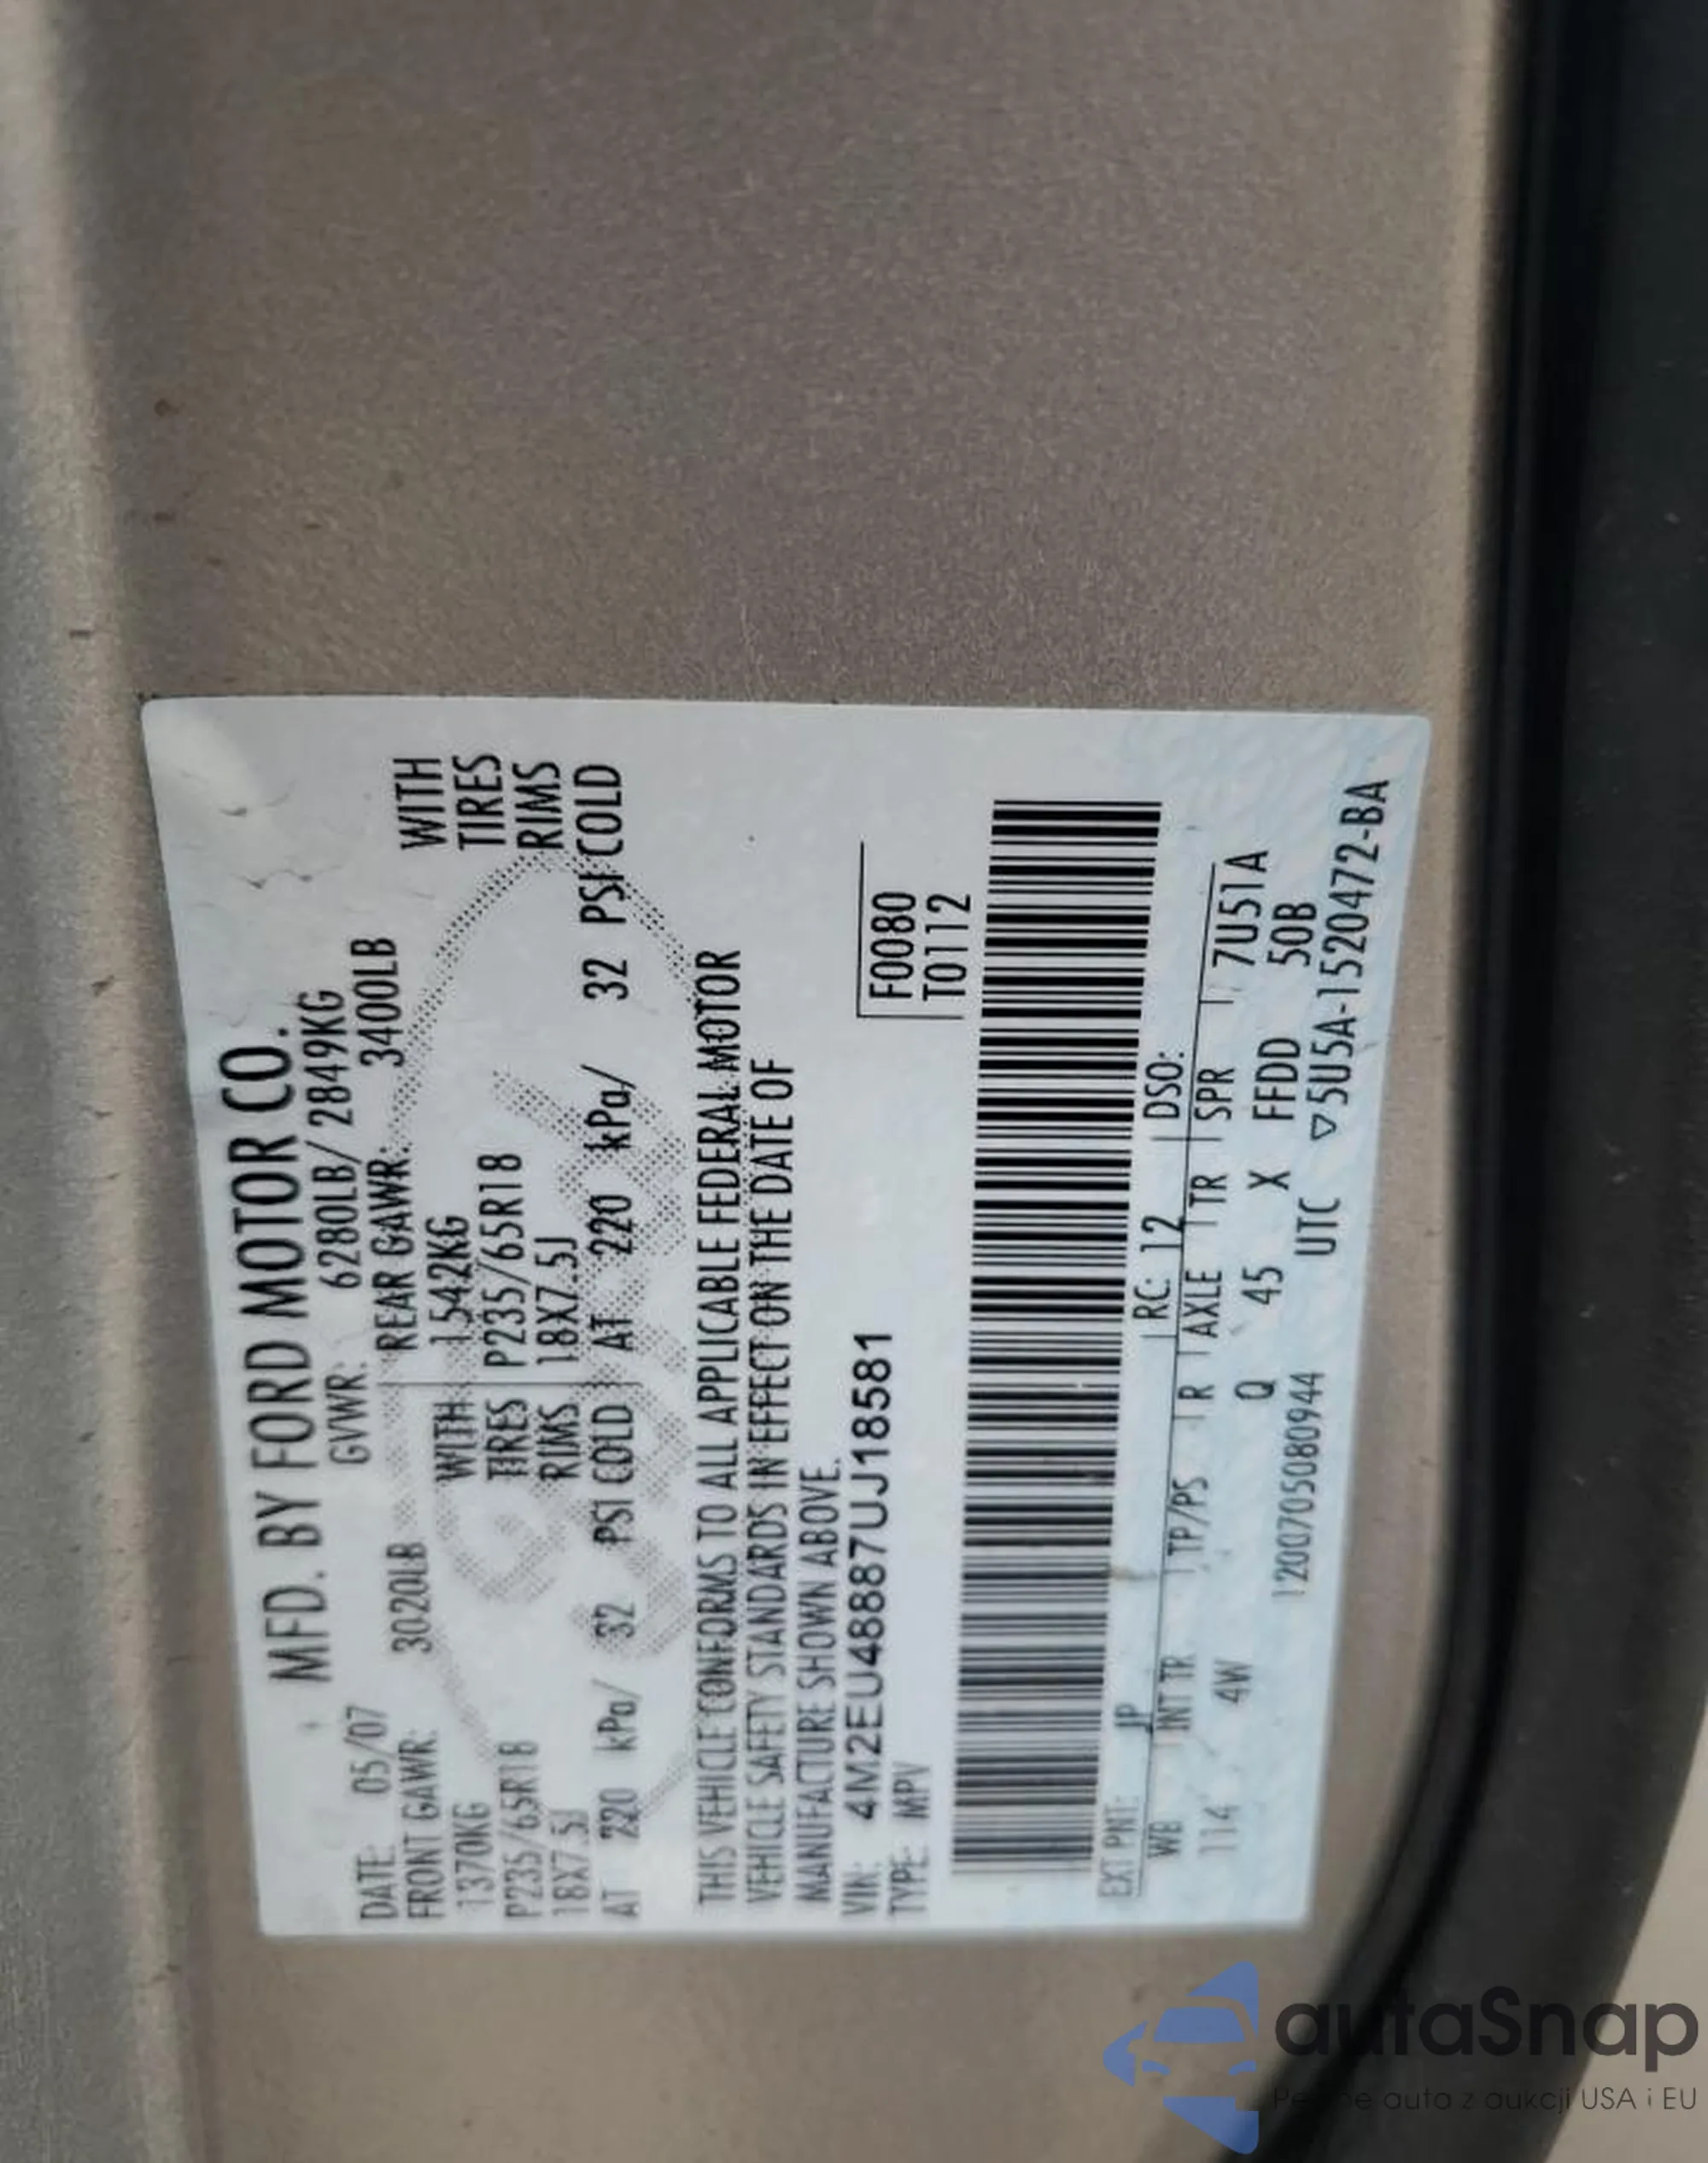 MFD. BY FORD MOTOR CO.
DATE: 05/07 GVWR: 6280LB/ 2849KG
FRONT GAWR: 3020LB REAR GAWR: 3400LB
1370KG WITH 1542KG WITH
P235/65R18 TIRES P235/65R18 TIRES
18X7.5J RIMS 18X7.5J RIMS
AT 220 kPa/ 32 PSI COLD AT 220 kPa/ 32 PSI COLD
THIS VEHICLE CONFORMS TO ALL APPLICABLE FEDERAL MOTOR
VEHICLE SAFETY STANDARDS IN EFFECT ON THE DATE OF
MANUFACTURE SHOWN ABOVE.
VIN: 4M2EU48887UJ18581 F0080
TYPE: MPV T0112
EXT PNT: JP RC: 12 DSO:
WB INT TR TP/PS R AXLE TR SPR 7U51A
114 4W Q 45 X FFDD 50B
1200705080944 UTC ▽5U5A-1520472-BA
autaSnap
Pewne auta z aukcji USA i EU